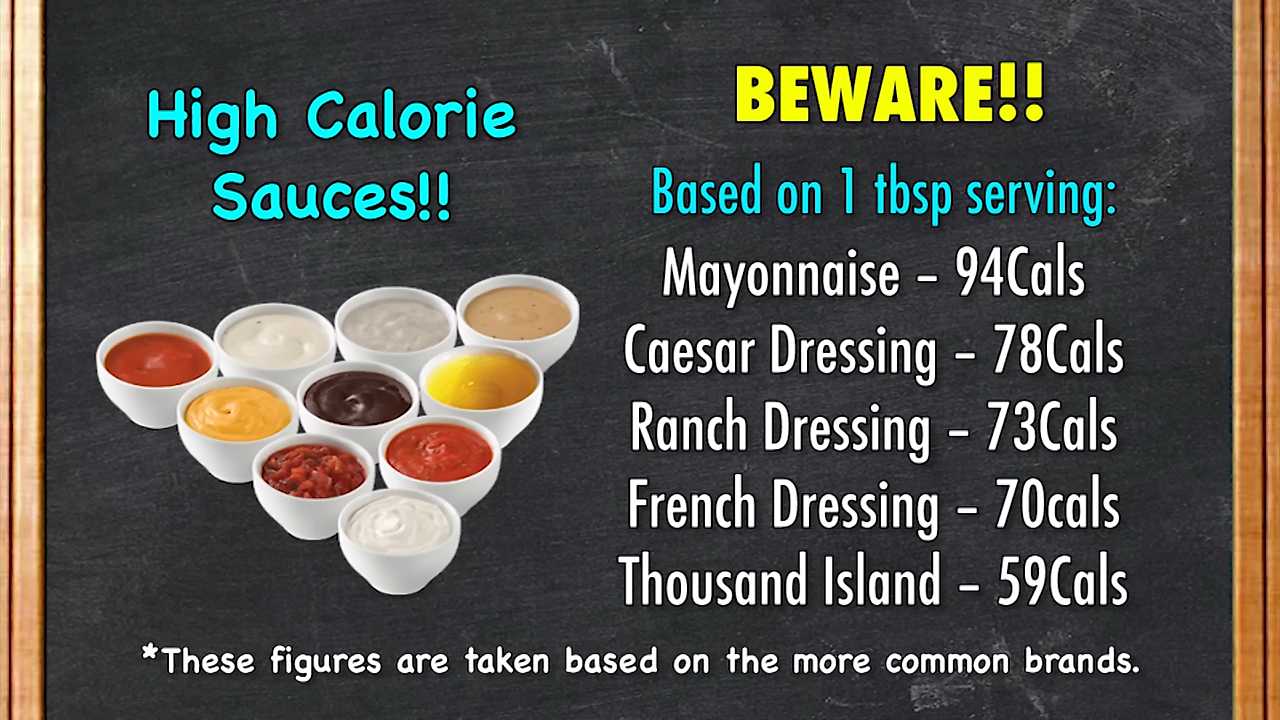 High Calorie
Sauces!!
BEWARE!!
Based on 1 tbsp serving:
Mayonnaise – 94Cals
Caesar Dressing – 78Cals
Ranch Dressing – 73Cals
French Dressing – 70cals
Thousand Island – 59Cals
*These figures are taken based on the more common brands.